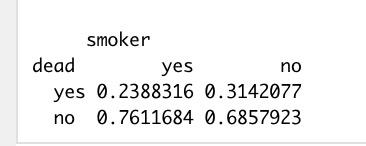 smoker
dead yes no
yes 0.2388316 0.3142077
no 0.7611684 0.6857923